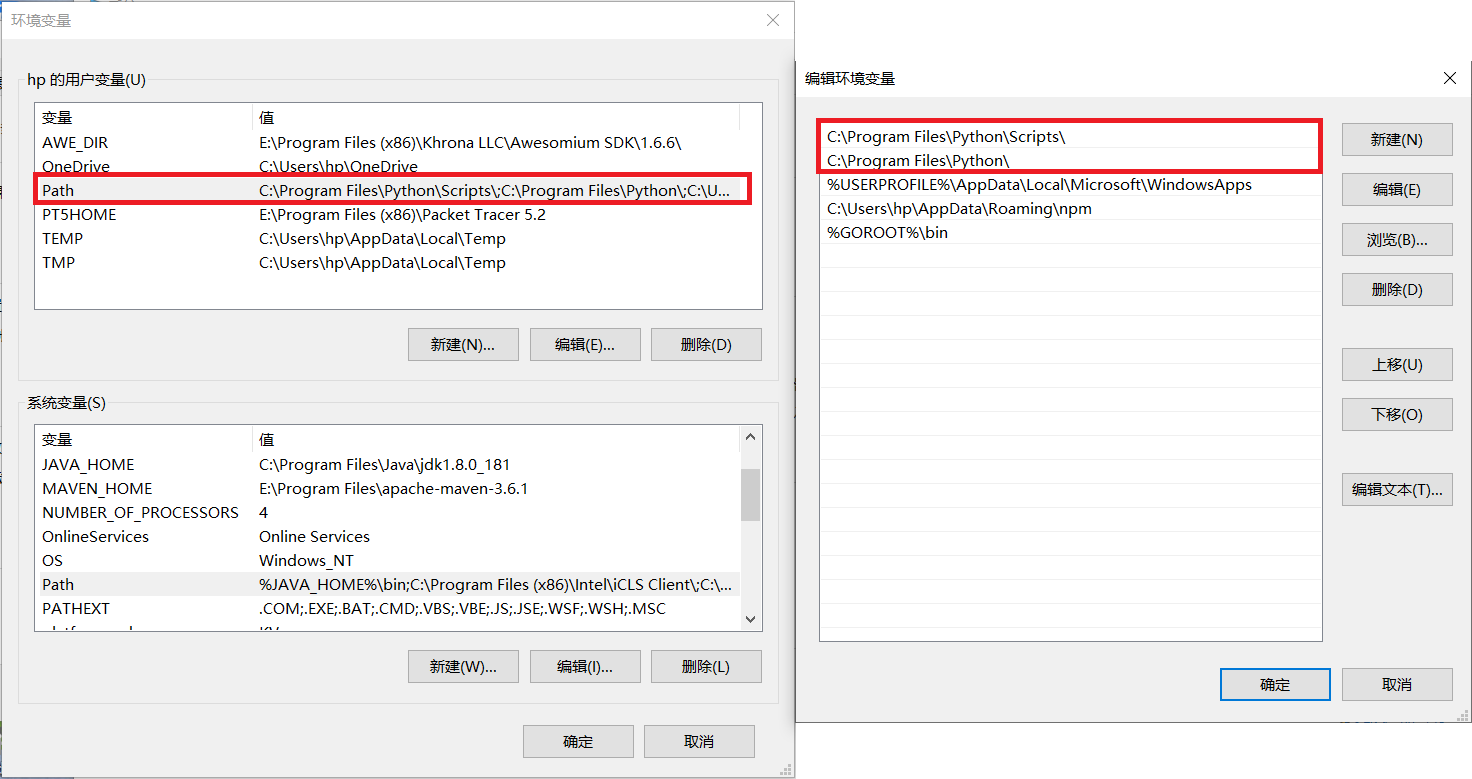 环境变量
hp 的用户变量(U)
变量 值
AWE_DIR E:\Program Files (x86)\Khrona LLC\Awesomium SDK\1.6.6\
OneDrive C:\Users\hp\OneDrive
Path C:\Program Files\Python\Scripts\;C:\Program Files\Python\;C:\U...
PT5HOME E:\Program Files (x86)\Packet Tracer 5.2
TEMP C:\Users\hp\AppData\Local\Temp
TMP C:\Users\hp\AppData\Local\Temp
新建(N)... 编辑(E)... 删除(D)
系统变量(S)
变量 值
JAVA_HOME C:\Program Files\Java\jdk1.8.0_181
MAVEN_HOME E:\Program Files\apache-maven-3.6.1
NUMBER_OF_PROCESSORS 4
OnlineServices Online Services
OS Windows_NT
Path %JAVA_HOME%\bin;C:\Program Files (x86)\Intel\iCLS Client\;C:\...
PATHEXT .COM;.EXE;.BAT;.CMD;.VBS;.VBE;.JS;.JSE;.WSF;.WSH;.MSC
新建(W)... 编辑(I)... 删除(L)
确定 取消
编辑环境变量
C:\Program Files\Python\Scripts\
C:\Program Files\Python\
%USERPROFILE%\AppData\Local\Microsoft\WindowsApps
C:\Users\hp\AppData\Roaming\npm
%GOROOT%\bin
新建(N)
编辑(E)
浏览(B)...
删除(D)
上移(U)
下移(O)
编辑文本(T)...
确定 取消